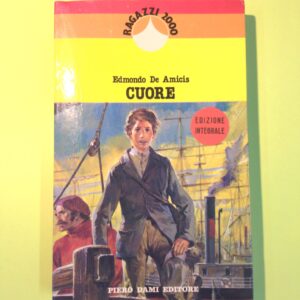 RAGAZZI 2000
Edmondo De Amicis
CUORE
EDIZIONE
INTEGRALE
PIERO DAMI EDITORE